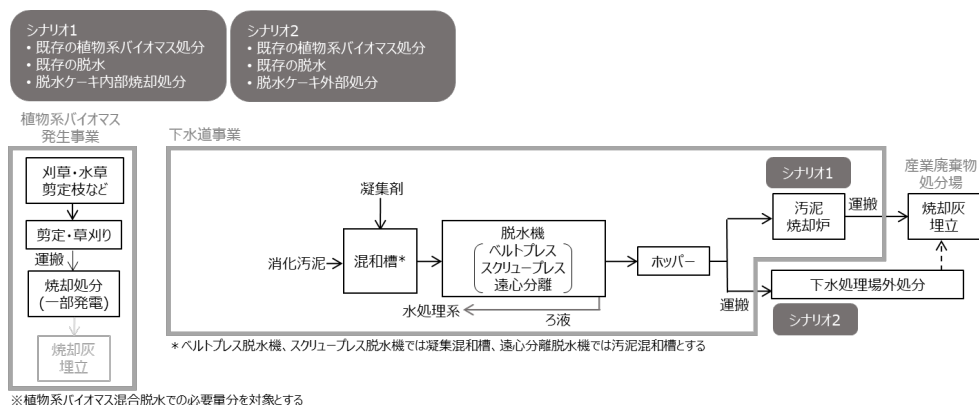 シナリオ1
• 既存の植物系バイオマス処分
• 既存の脱水
• 脱水ケーキ内部焼却処分
シナリオ2
• 既存の植物系バイオマス処分
• 既存の脱水
• 脱水ケーキ外部処分
植物系バイオマス
発生事業
刈草・水草
剪定枝など
剪定・草刈り
運搬
焼却処分
(一部発電)
焼却灰
埋立
下水道事業
凝集剤
消化汚泥
混和槽*
脱水機
ベルトプレス
スクリュープレス
遠心分離
水処理系
ろ液
ホッパー
シナリオ1
汚泥
焼却炉
運搬
産業廃棄物
処分場
焼却灰
埋立
運搬
下水処理場外処分
シナリオ2
* ベルトプレス脱水機、スクリュープレス脱水機では凝集混和槽、遠心分離脱水機では汚泥混和槽とする
※植物系バイオマス混合脱水での必要量分を対象とする